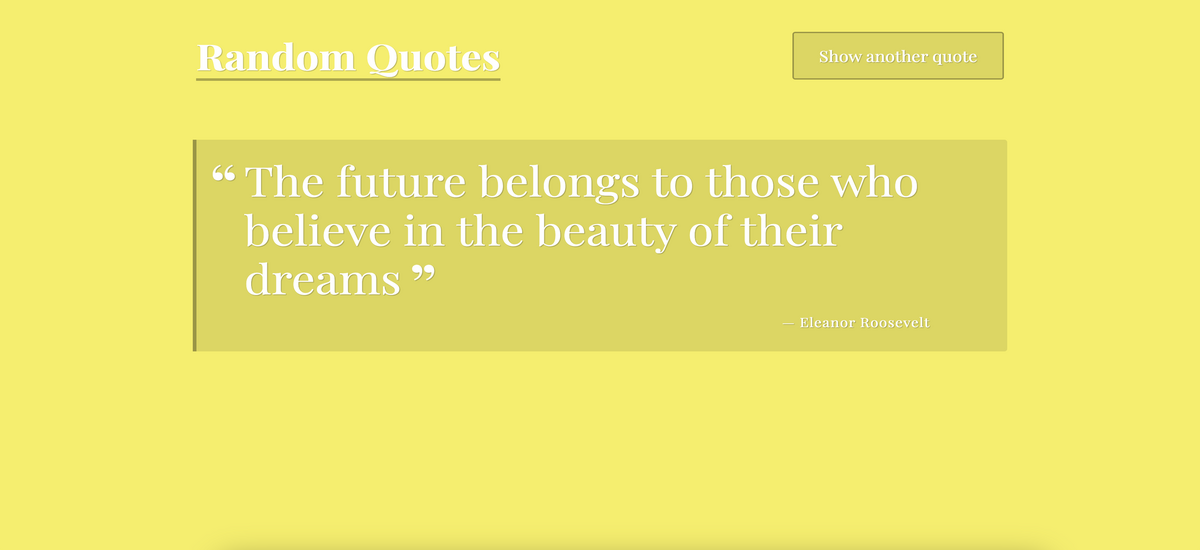 Random Quotes
Show another quote
“ The future belongs to those who
believe in the beauty of their
dreams ”
— Eleanor Roosevelt